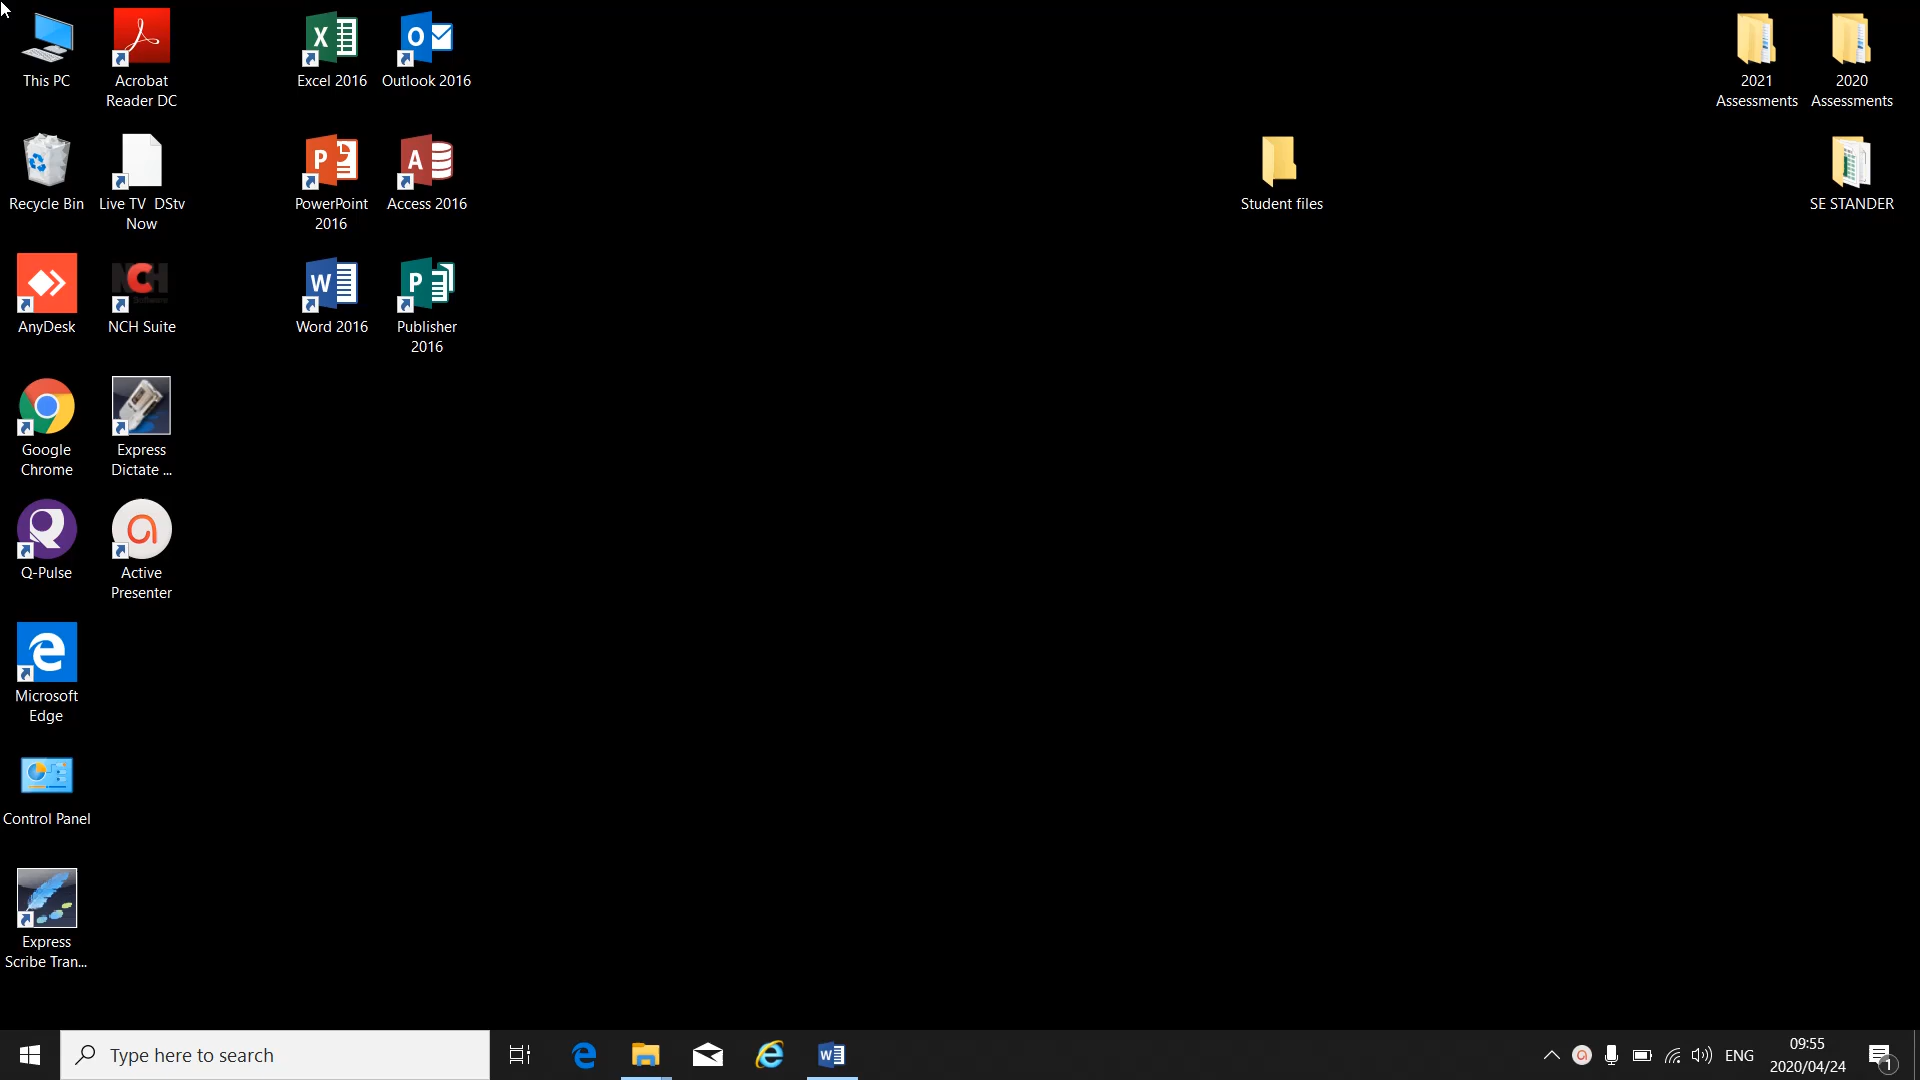 This PC
Acrobat
Reader DC
Excel 2016
Outlook 2016
2021
Assessments
2020
Assessments
Recycle Bin
Live TV DStv
Now
PowerPoint
2016
Access 2016
Student files
SE STANDER
AnyDesk
NCH Suite
Word 2016
Publisher
2016
Google
Chrome
Express
Dictate ...
Q-Pulse
Active
Presenter
Microsoft
Edge
Control Panel
Express
Scribe Tran...
Type here to search
ENG
09:55
2020/04/24
1